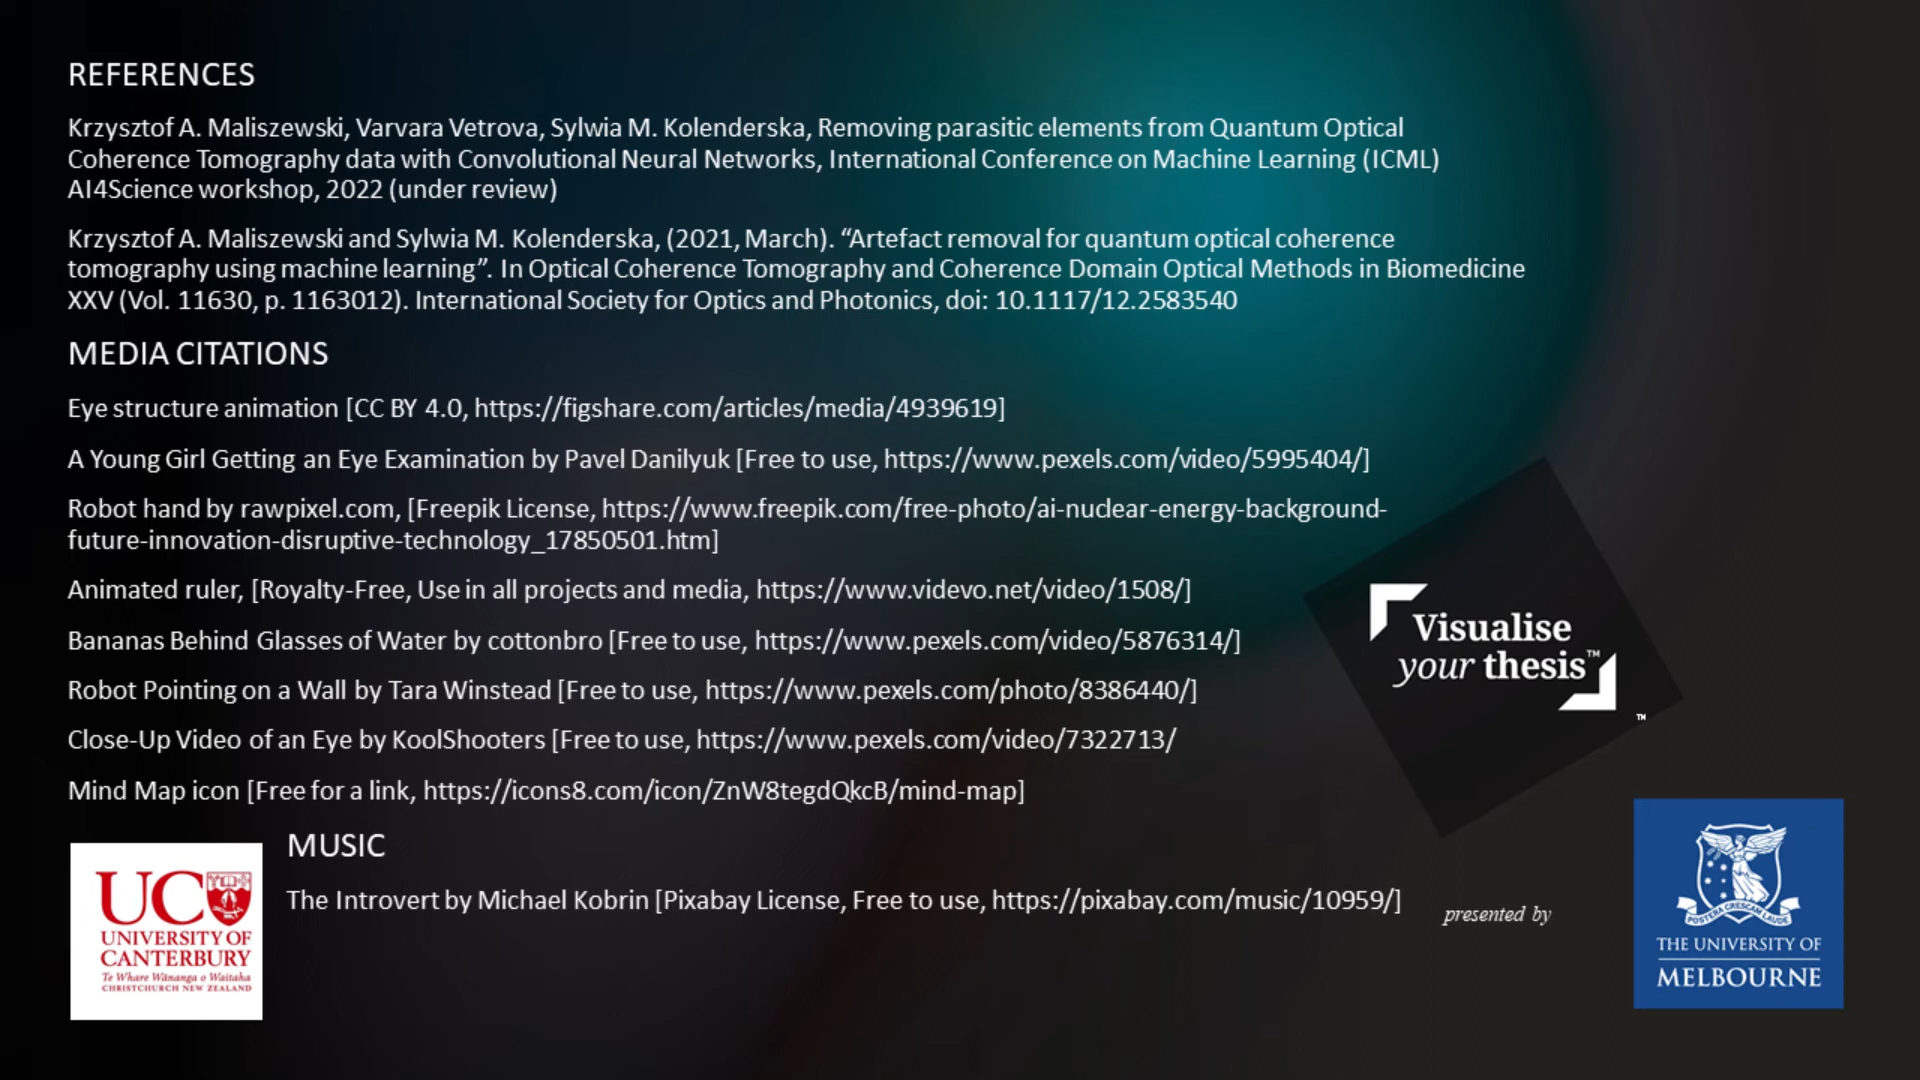 REFERENCES
Krzysztof A. Maliszewski, Varvara Vetrova, Sylwia M. Kolenderska, Removing parasitic elements from Quantum Optical
Coherence Tomography data with Convolutional Neural Networks, International Conference on Machine Learning (ICML)
AI4Science workshop, 2022 (under review)
Krzysztof A. Maliszewski and Sylwia M. Kolenderska, (2021, March). “Artefact removal for quantum optical coherence
tomography using machine learning”. In Optical Coherence Tomography and Coherence Domain Optical Methods in Biomedicine
XXV (Vol. 11630, p. 1163012). International Society for Optics and Photonics, doi: 10.1117/12.2583540
MEDIA CITATIONS
Eye structure animation [CC BY 4.0, https://figshare.com/articles/media/4939619]
A Young Girl Getting an Eye Examination by Pavel Danilyuk [Free to use, https://www.pexels.com/video/5995404/]
Robot hand by rawpixel.com, [Freepik License, https://www.freepik.com/free-photo/ai-nuclear-energy-background-
future-innovation-disruptive-technology_17850501.htm]
Animated ruler, [Royalty-Free, Use in all projects and media, https://www.videvo.net/video/1508/]
Bananas Behind Glasses of Water by cottonbro [Free to use, https://www.pexels.com/video/5876314/]
Robot Pointing on a Wall by Tara Winstead [Free to use, https://www.pexels.com/photo/8386440/]
Close-Up Video of an Eye by KoolShooters [Free to use, https://www.pexels.com/video/7322713/
Mind Map icon [Free for a link, https://icons8.com/icon/ZnW8tegdQkcB/mind-map]
Visualise
your thesis™
™
MUSIC
The Introvert by Michael Kobrin [Pixabay License, Free to use, https://pixabay.com/music/10959/]
UC
UNIVERSITY OF
CANTERBURY
Te Whare Wānanga o Waitaha
CHRISTCHURCH NEW ZEALAND
presented by
POSTERA CRESCAM LAUDE
THE UNIVERSITY OF
MELBOURNE